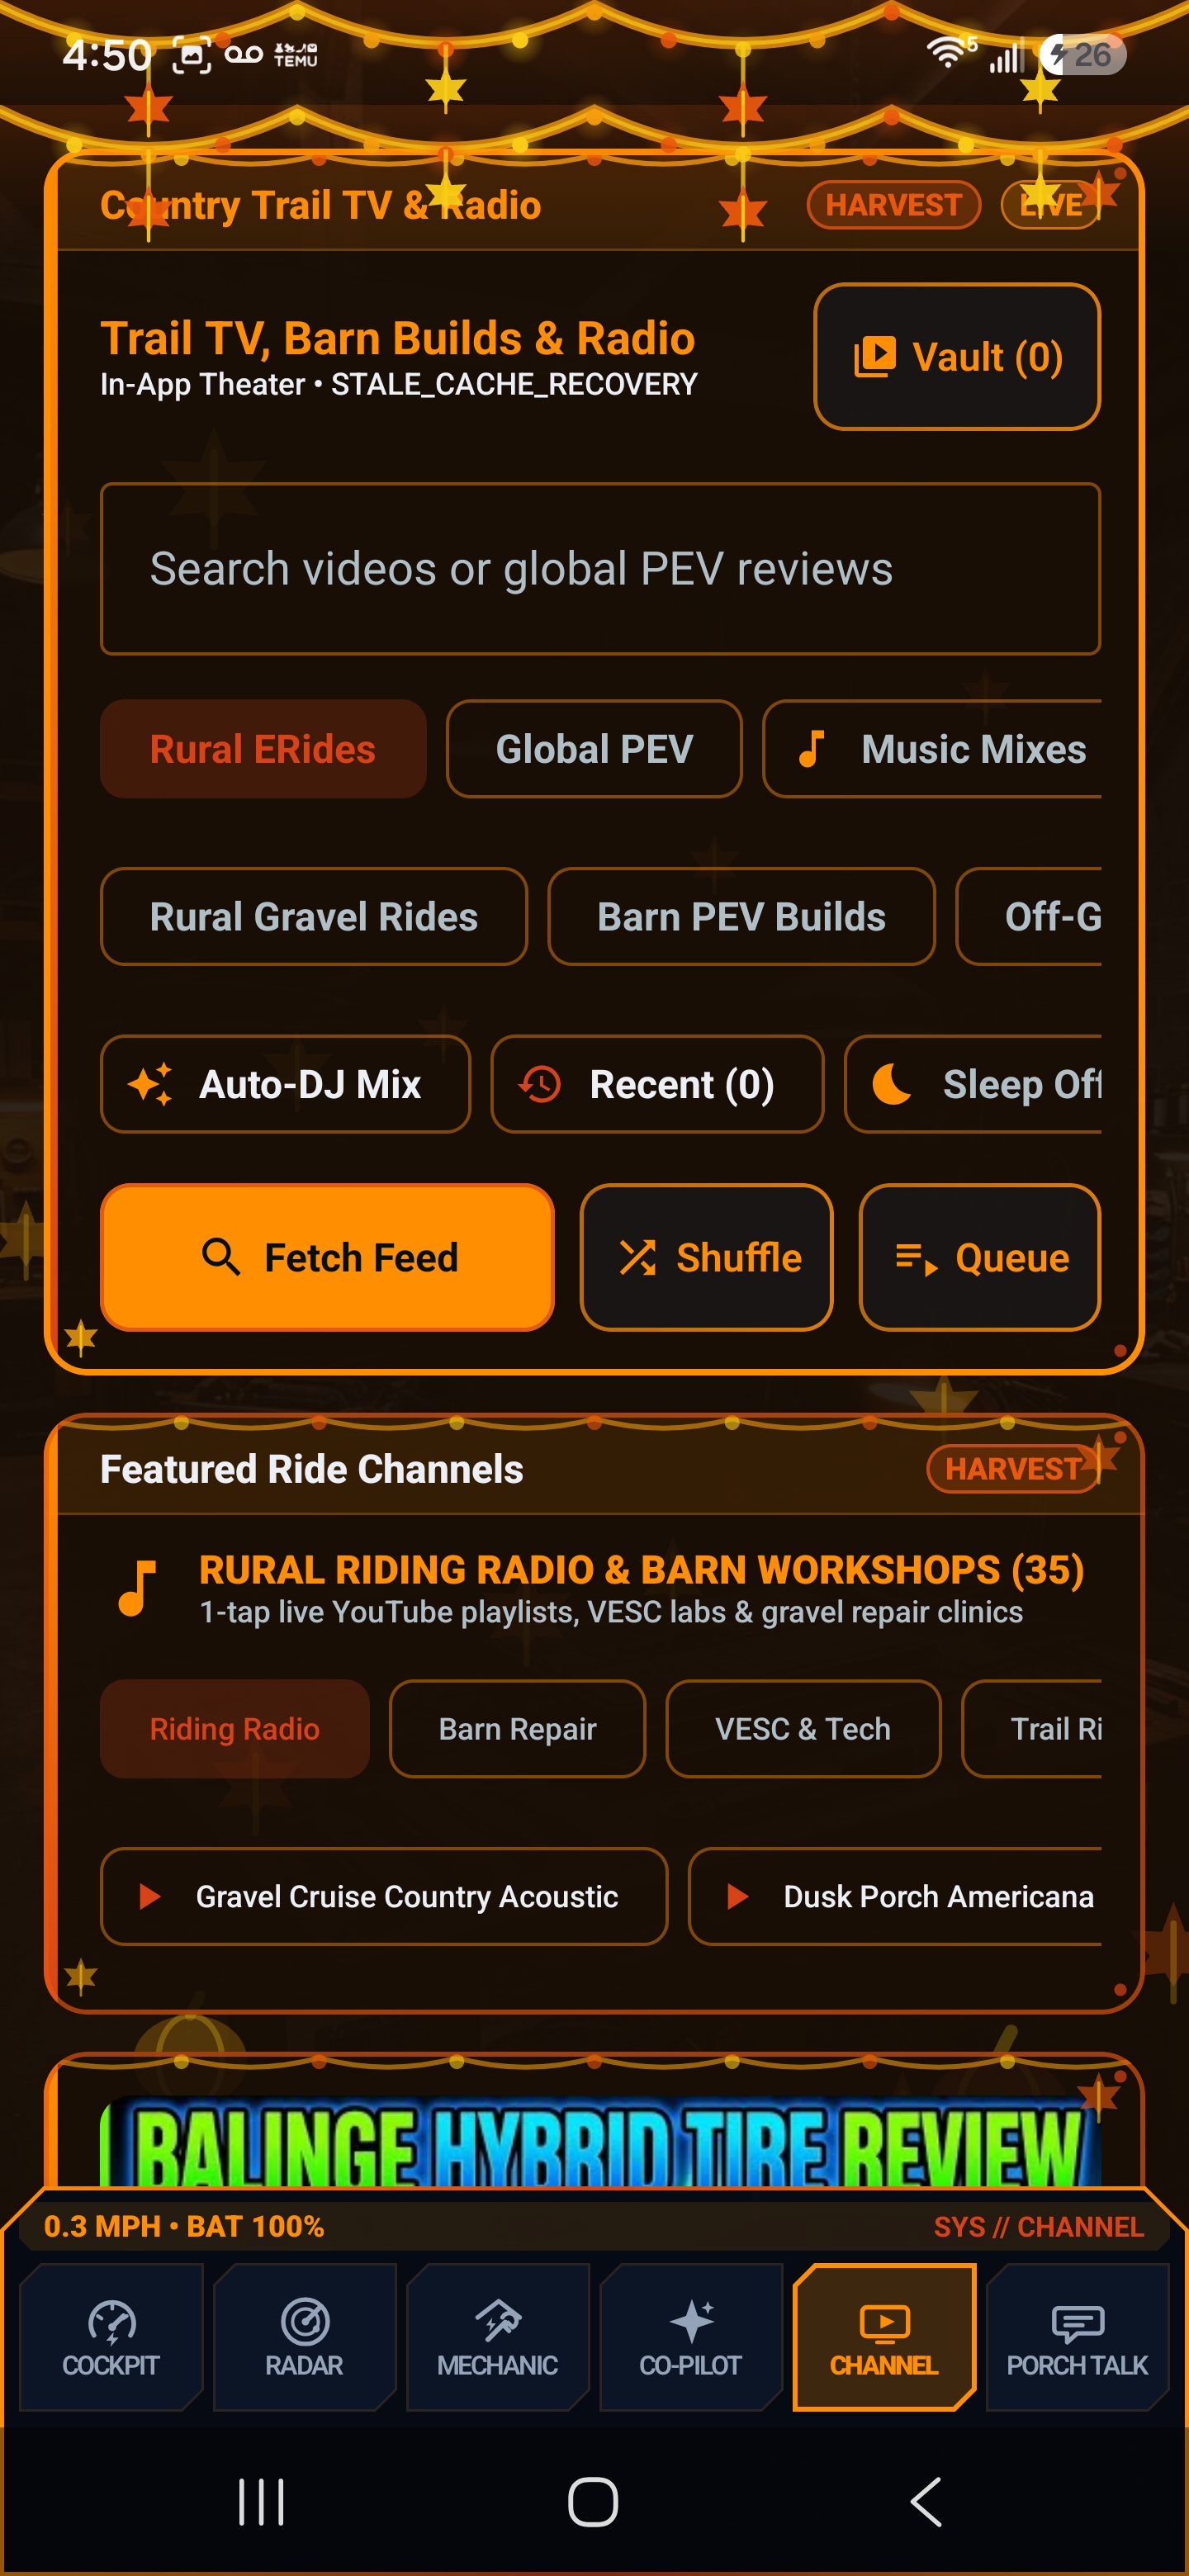 4:50 TEMU 5 26
Country Trail TV & Radio HARVEST LIVE
Trail TV, Barn Builds & Radio
In-App Theater • STALE_CACHE_RECOVERY
Vault (0)
Search videos or global PEV reviews
Rural ERides Global PEV Music Mixes
Rural Gravel Rides Barn PEV Builds Off-G
Auto-DJ Mix Recent (0) Sleep Off
Fetch Feed Shuffle Queue
Featured Ride Channels HARVEST
RURAL RIDING RADIO & BARN WORKSHOPS (35)
1-tap live YouTube playlists, VESC labs & gravel repair clinics
Riding Radio Barn Repair VESC & Tech Trail Ri
Gravel Cruise Country Acoustic Dusk Porch Americana
BALINGE HYBRID TIRE REVIEW
0.3 MPH • BAT 100% SYS // CHANNEL
COCKPIT RADAR MECHANIC CO-PILOT CHANNEL PORCH TALK